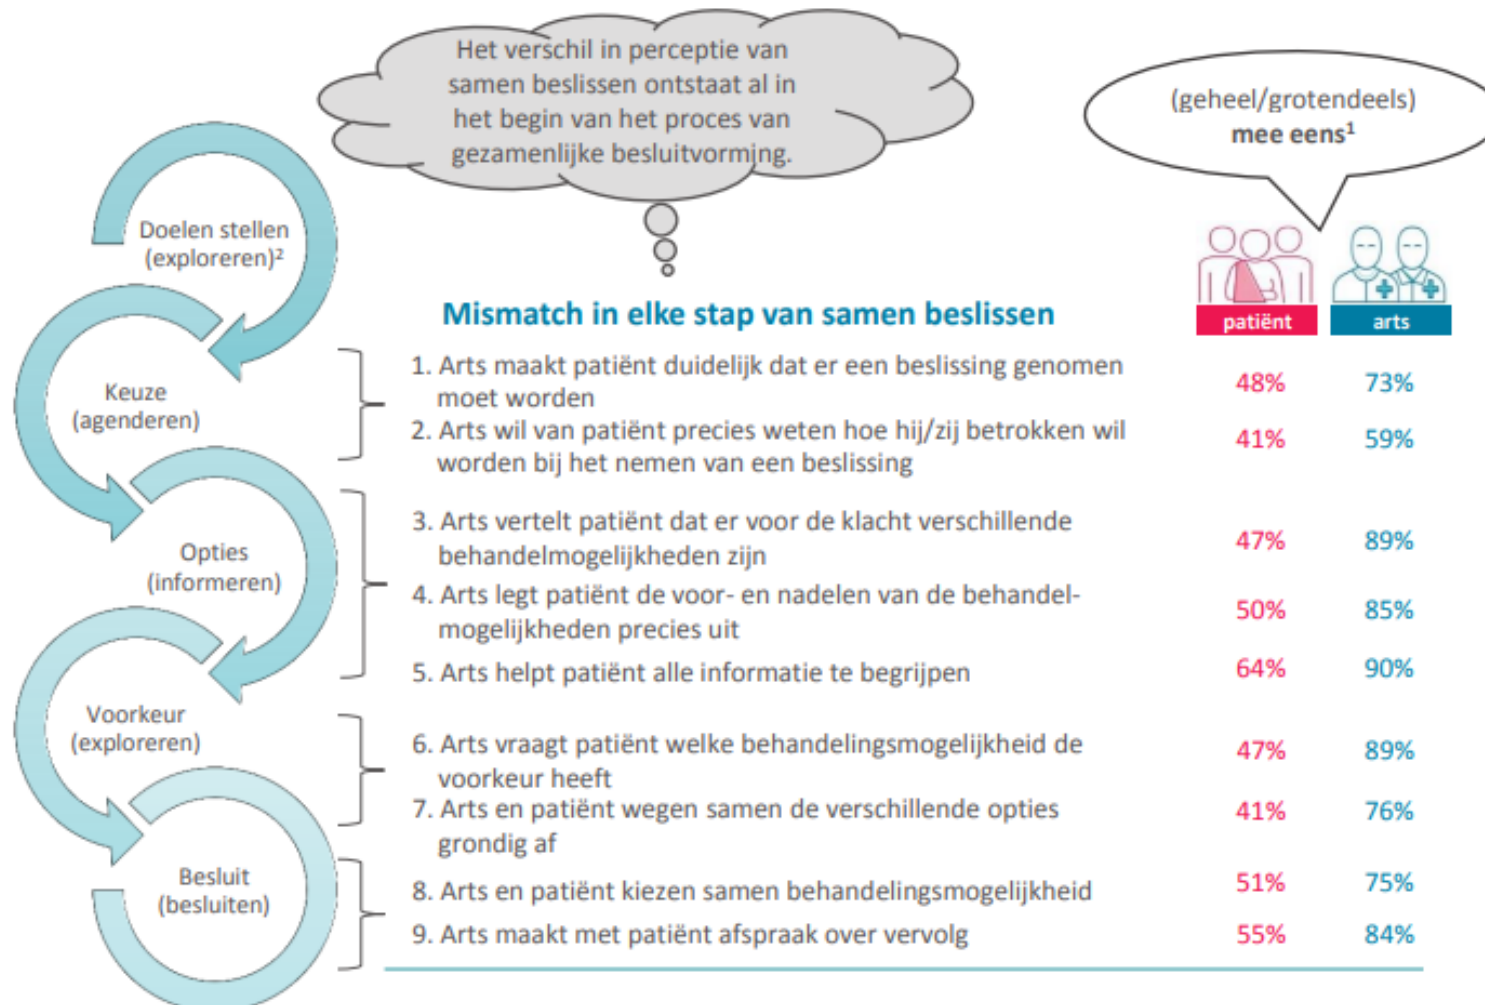 Het verschil in perceptie van
samen beslissen ontstaat al in
het begin van het proces van
gezamenlijke besluitvorming.
(geheel/grotendeels)
mee eens¹
Doelen stellen
(exploreren)²
Mismatch in elke stap van samen beslissen
patiënt
arts
Keuze
(agenderen)
1. Arts maakt patiënt duidelijk dat er een beslissing genomen
moet worden
48% 73%
2. Arts wil van patiënt precies weten hoe hij/zij betrokken wil
worden bij het nemen van een beslissing
41% 59%
Opties
(informeren)
3. Arts vertelt patiënt dat er voor de klacht verschillende
behandelmogelijkheden zijn
47% 89%
4. Arts legt patiënt de voor- en nadelen van de behandel-
mogelijkheden precies uit
50% 85%
5. Arts helpt patiënt alle informatie te begrijpen
64% 90%
Voorkeur
(exploreren)
6. Arts vraagt patiënt welke behandelingsmogelijkheid de
voorkeur heeft
47% 89%
7. Arts en patiënt wegen samen de verschillende opties
grondig af
41% 76%
Besluit
(besluiten)
8. Arts en patiënt kiezen samen behandelingsmogelijkheid
51% 75%
9. Arts maakt met patiënt afspraak over vervolg
55% 84%